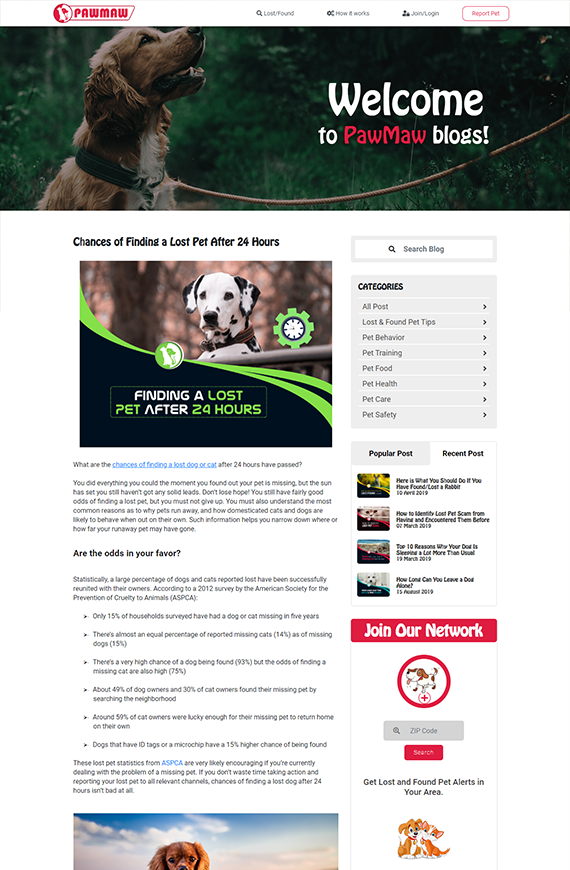 PAWMAW
Lost/Found
How it works
Join/Login
Report Pet
Welcome
to PawMaw blogs!
Chances of Finding a Lost Pet After 24 Hours
FINDING A LOST
PET AFTER 24 HOURS
What are the chances of finding a lost dog or cat after 24 hours have passed?
You did everything you could the moment you found out your pet is missing, but the sun
has set you still haven't got any solid leads. Don't lose hope! You still have fairly good
odds of finding a lost pet, but you must not give up. You must also understand the most
common reasons as to why pets run away, and how domesticated cats and dogs are
likely to behave when out on their own. Such information helps you narrow down where or
how far your runaway pet may have gone.
Are the odds in your favor?
Statistically, a large percentage of dogs and cats reported lost have been successfully
reunited with their owners. According to a 2012 survey by the American Society for the
Prevention of Cruelty to Animals (ASPCA):
Only 15% of households surveyed have had a dog or cat missing in five years
There's almost an equal percentage of reported missing cats (14%) as of missing
dogs (15%)
There's a very high chance of a dog being found (93%) but the odds of finding a
missing cat are also high (75%)
About 49% of dog owners and 30% of cat owners found their missing pet by
searching the neighborhood
Around 59% of cat owners were lucky enough for their missing pet to return home
on their own
Dogs that have ID tags or a microchip have a 15% higher chance of being found
These lost pet statistics from ASPCA are very likely encouraging if you're currently
dealing with the problem of a missing pet. If you don't waste time taking action and
reporting your lost pet to all relevant channels, chances of finding a lost dog after 24
hours isn't bad at all.
Search Blog
CATEGORIES
All Post
Lost & Found Pet Tips
Pet Behavior
Pet Training
Pet Food
Pet Health
Pet Care
Pet Safety
Popular Post
Recent Post
Here is What You Should Do If You
Have Found/Lost a Rabbit
10 April 2019
How to Identify Lost Pet Scam from
Having and Encountered Them Before
02 March 2019
Top 10 Reasons Why Your Dog Is
Sleeping a Lot More Than Usual
19 March 2019
How Long Can You Leave a Dog
Alone?
15 August 2019
Join Our Network
ZIP Code
Search
Get Lost and Found Pet Alerts in
Your Area.